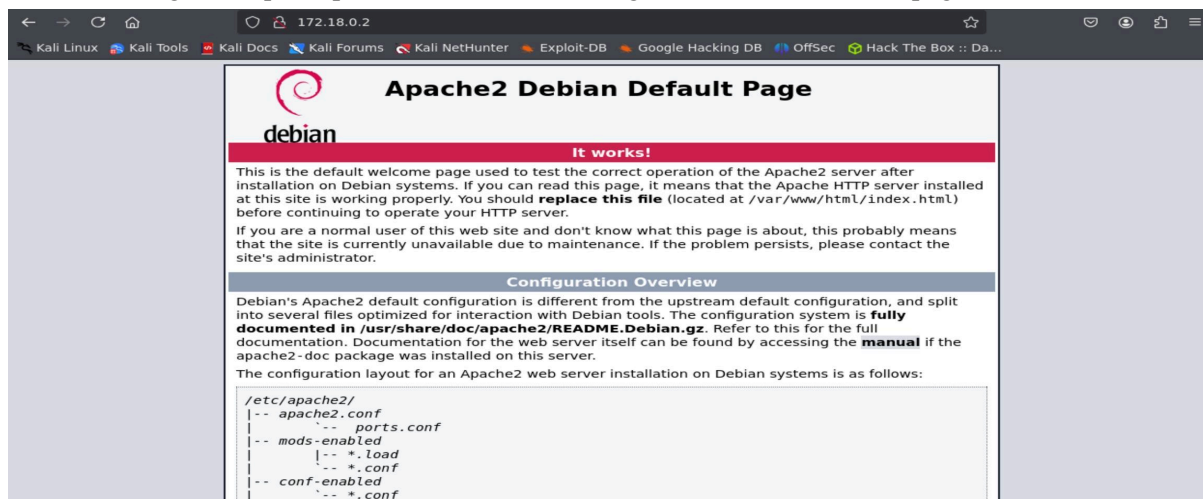 172.18.0.2
Kali Linux Kali Tools Kali Docs Kali Forums Kali NetHunter Exploit-DB Google Hacking DB OffSec Hack The Box :: Da...
Apache2 Debian Default Page
debian
It works!
This is the default welcome page used to test the correct operation of the Apache2 server after
installation on Debian systems. If you can read this page, it means that the Apache HTTP server installed
at this site is working properly. You should replace this file (located at /var/www/html/index.html)
before continuing to operate your HTTP server.
If you are a normal user of this web site and don't know what this page is about, this probably means
that the site is currently unavailable due to maintenance. If the problem persists, please contact the
site's administrator.
Configuration Overview
Debian's Apache2 default configuration is different from the upstream default configuration, and split
into several files optimized for interaction with Debian tools. The configuration system is fully
documented in /usr/share/doc/apache2/README.Debian.gz. Refer to this for the full
documentation. Documentation for the web server itself can be found by accessing the manual if the
apache2-doc package was installed on this server.
The configuration layout for an Apache2 web server installation on Debian systems is as follows:
/etc/apache2/
|-- apache2.conf
|       `-- ports.conf
|-- mods-enabled
|       |-- *.load
|       `-- *.conf
|-- conf-enabled
|       `-- *.conf